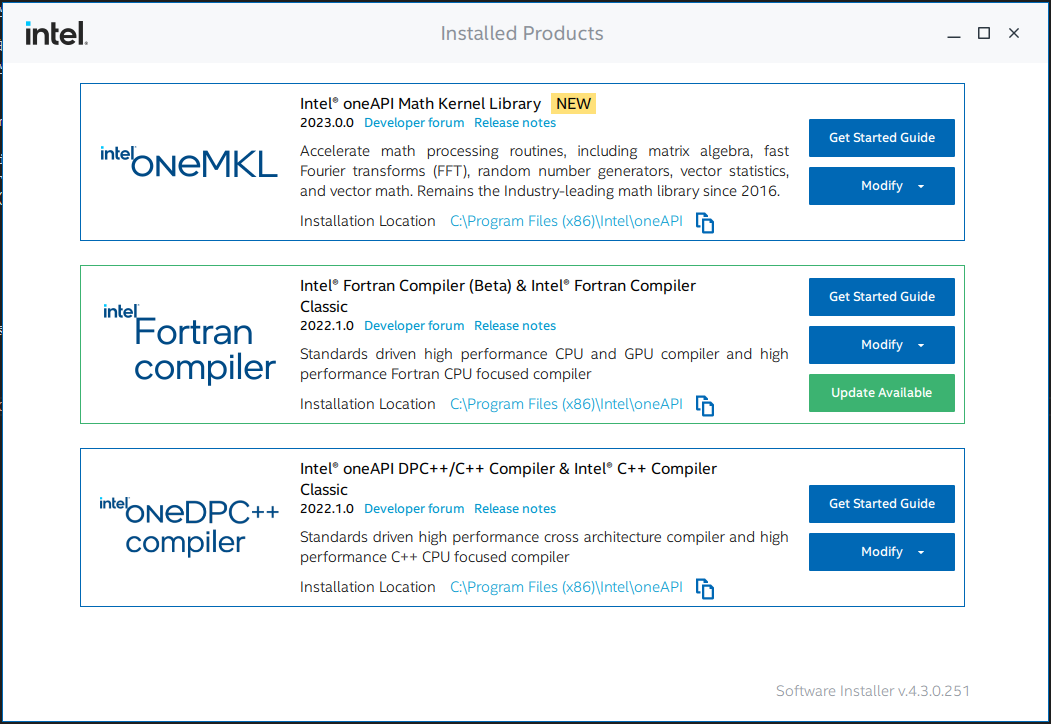 intel.
Installed Products
Intel® oneAPI Math Kernel Library NEW
2023.0.0 Developer forum Release notes
intel oneMKL
Accelerate math processing routines, including matrix algebra, fast
Fourier transforms (FFT), random number generators, vector statistics,
and vector math. Remains the Industry-leading math library since 2016.
Installation Location C:\Program Files (x86)\Intel\oneAPI
Get Started Guide
Modify
Intel® Fortran Compiler (Beta) & Intel® Fortran Compiler
Classic
2022.1.0 Developer forum Release notes
intel
Fortran
compiler
Standards driven high performance CPU and GPU compiler and high
performance Fortran CPU focused compiler
Installation Location C:\Program Files (x86)\Intel\oneAPI
Get Started Guide
Modify
Update Available
Intel® oneAPI DPC++/C++ Compiler & Intel® C++ Compiler
Classic
2022.1.0 Developer forum Release notes
intel oneDPC++
compiler
Standards driven high performance cross architecture compiler and high
performance C++ CPU focused compiler
Installation Location C:\Program Files (x86)\Intel\oneAPI
Get Started Guide
Modify
Software Installer v.4.3.0.251